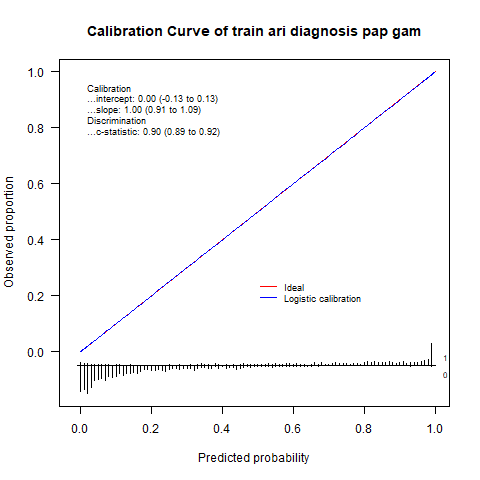 Calibration Curve of train ari diagnosis pap gam
1.0
Calibration
...intercept: 0.00 (-0.13 to 0.13)
...slope: 1.00 (0.91 to 1.09)
Discrimination
...c-statistic: 0.90 (0.89 to 0.92)
0.8
0.6
Observed proportion
0.4
Ideal
Logistic calibration
0.2
0.0
1
0
0.0 0.2 0.4 0.6 0.8 1.0
Predicted probability